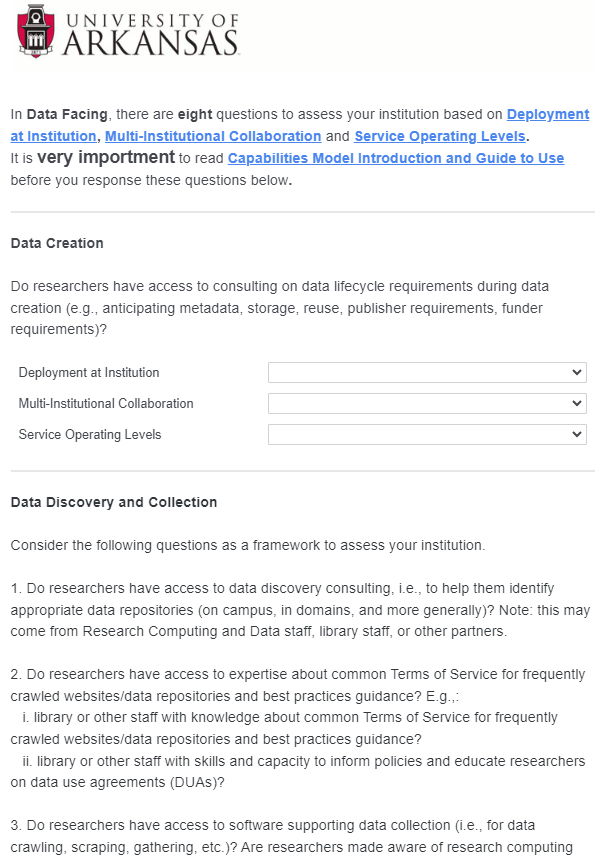 UNIVERSITY OF
ARKANSAS
In Data Facing, there are eight questions to assess your institution based on Deployment
at Institution, Multi-Institutional Collaboration and Service Operating Levels.
It is very importment to read Capabilities Model Introduction and Guide to Use
before you response these questions below.
Data Creation
Do researchers have access to consulting on data lifecycle requirements during data
creation (e.g., anticipating metadata, storage, reuse, publisher requirements, funder
requirements)?
Deployment at Institution
Multi-Institutional Collaboration
Service Operating Levels
Data Discovery and Collection
Consider the following questions as a framework to assess your institution.
1. Do researchers have access to data discovery consulting, i.e., to help them identify
appropriate data repositories (on campus, in domains, and more generally)? Note: this may
come from Research Computing and Data staff, library staff, or other partners.
2. Do researchers have access to expertise about common Terms of Service for frequently
crawled websites/data repositories and best practices guidance? E.g.,:
i. library or other staff with knowledge about common Terms of Service for frequently
crawled websites/data repositories and best practices guidance?
ii. library or other staff with skills and capacity to inform policies and educate researchers
on data use agreements (DUAs)?
3. Do researchers have access to software supporting data collection (i.e., for data
crawling, scraping, gathering, etc.)? Are researchers made aware of research computing